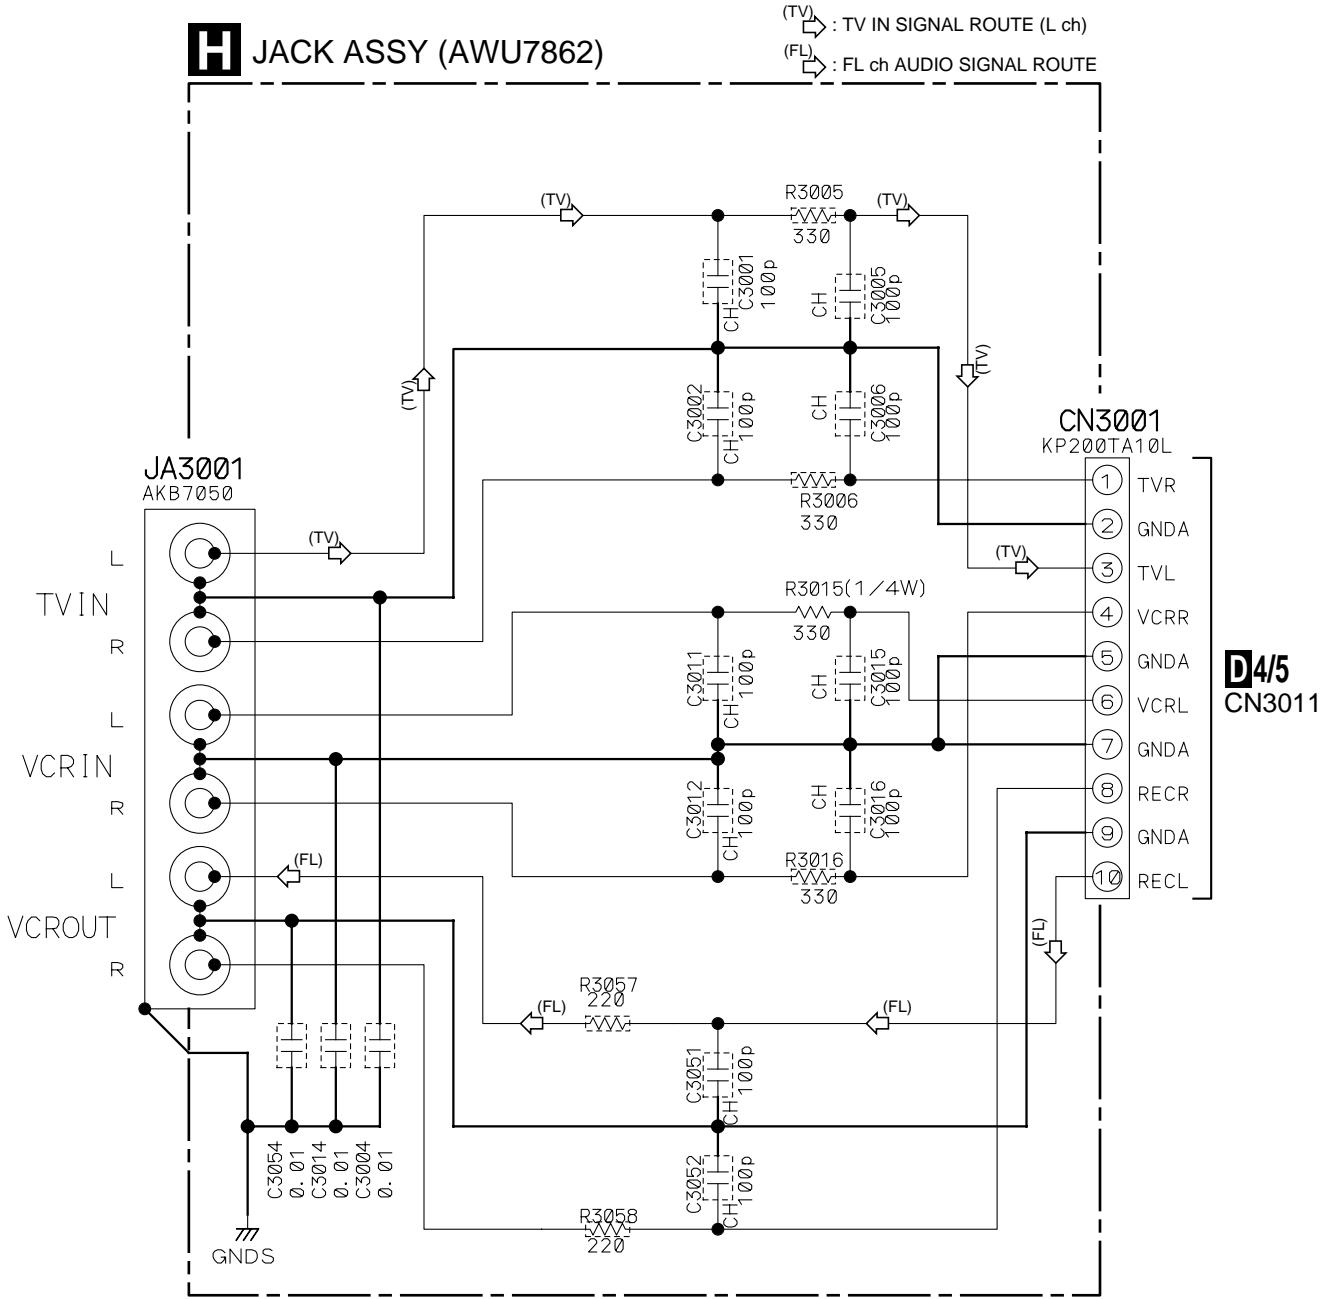 (TV) : TV IN SIGNAL ROUTE (L ch)
H JACK ASSY (AWU7862)
(FL) : FL ch AUDIO SIGNAL ROUTE
R3005
330
(TV)
(TV)
C3001
100p
CH
CH
C3005
100p
(TV)
(TV)
C3002
100p
CH
CH
C3006
100p
CN3001
KP200TA10L
JA3001
AKB7050
R3006
330
1 TVR
2 GNDA
3 TVL
4 VCRR
5 GNDA
6 VCRL
7 GNDA
8 RECR
9 GNDA
10 RECL
D 4/5
CN3011
L
TVIN
R
(TV)
(TV)
R3015(1/4W)
330
C3011
100p
CH
CH
C3015
100p
L
VCRIN
R
C3012
100p
CH
CH
C3016
100p
R3016
330
L
VCROUT
R
(FL)
(FL)
R3057
220
(FL)
(FL)
C3051
100p
CH
C3054
0.01
C3014
0.01
C3004
0.01
C3052
100p
CH
R3058
220
GNDS